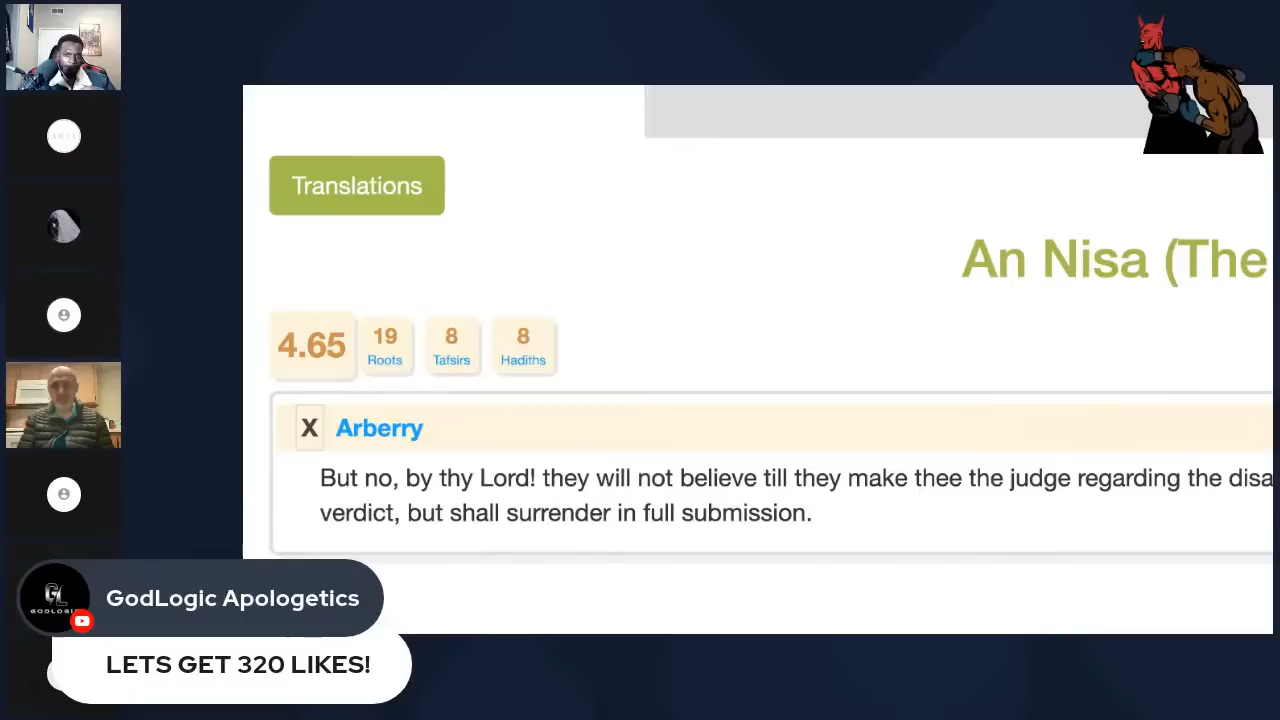 Translations
An Nisa (The
4.65
19
Roots
8
Tafsirs
8
Hadiths
X Arberry
But no, by thy Lord! they will not believe till they make thee the judge regarding the disa
verdict, but shall surrender in full submission.
GL
GODLOGIC
GodLogic Apologetics
LETS GET 320 LIKES!